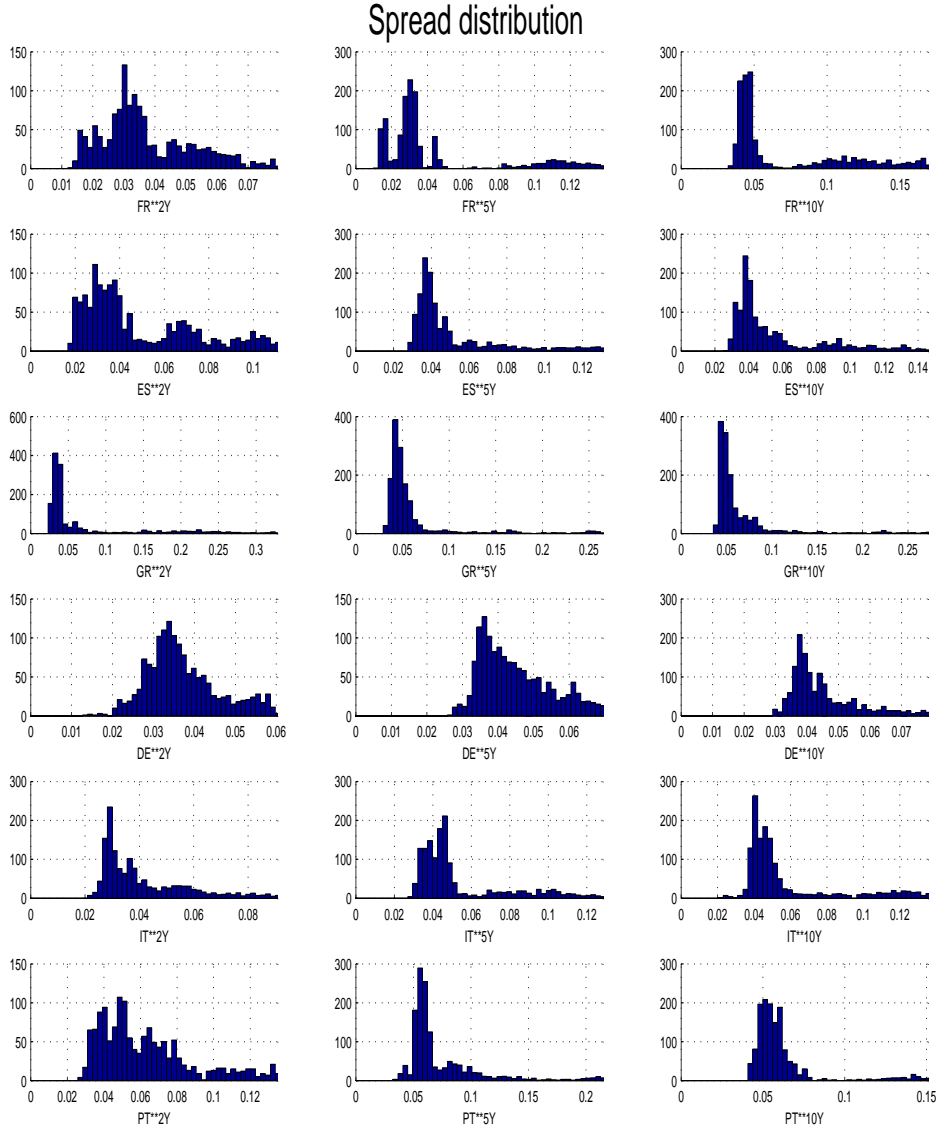 Spread distribution
150 300 300
100 200 200
50 100 100
0 0 0
0 0.01 0.02 0.03 0.04 0.05 0.06 0.07 0 0.02 0.04 0.06 0.08 0.1 0.12 0 0.05 0.1 0.15
FR**2Y FR**5Y FR**10Y
150 300 300
100 200 200
50 100 100
0 0 0
0 0.02 0.04 0.06 0.08 0.1 0 0.02 0.04 0.06 0.08 0.1 0.12 0 0.02 0.04 0.06 0.08 0.1 0.12 0.14
ES**2Y ES**5Y ES**10Y
600 400 400
400
200 200
200
0 0 0
0 0.05 0.1 0.15 0.2 0.25 0.3 0 0.05 0.1 0.15 0.2 0.25 0 0.05 0.1 0.15 0.2 0.25
GR**2Y GR**5Y GR**10Y
150 150 300
100 100 200
50 50 100
0 0 0
0 0.01 0.02 0.03 0.04 0.05 0.06 0 0.01 0.02 0.03 0.04 0.05 0.06 0 0.01 0.02 0.03 0.04 0.05 0.06 0.07
DE**2Y DE**5Y DE**10Y
300 300 300
200 200 200
100 100 100
0 0 0
0 0.02 0.04 0.06 0.08 0 0.02 0.04 0.06 0.08 0.1 0.12 0 0.02 0.04 0.06 0.08 0.1 0.12
IT**2Y IT**5Y IT**10Y
150 300 300
100 200 200
50 100 100
0 0 0
0 0.02 0.04 0.06 0.08 0.1 0.12 0 0.05 0.1 0.15 0.2 0 0.05 0.1 0.15
PT**2Y PT**5Y PT**10Y